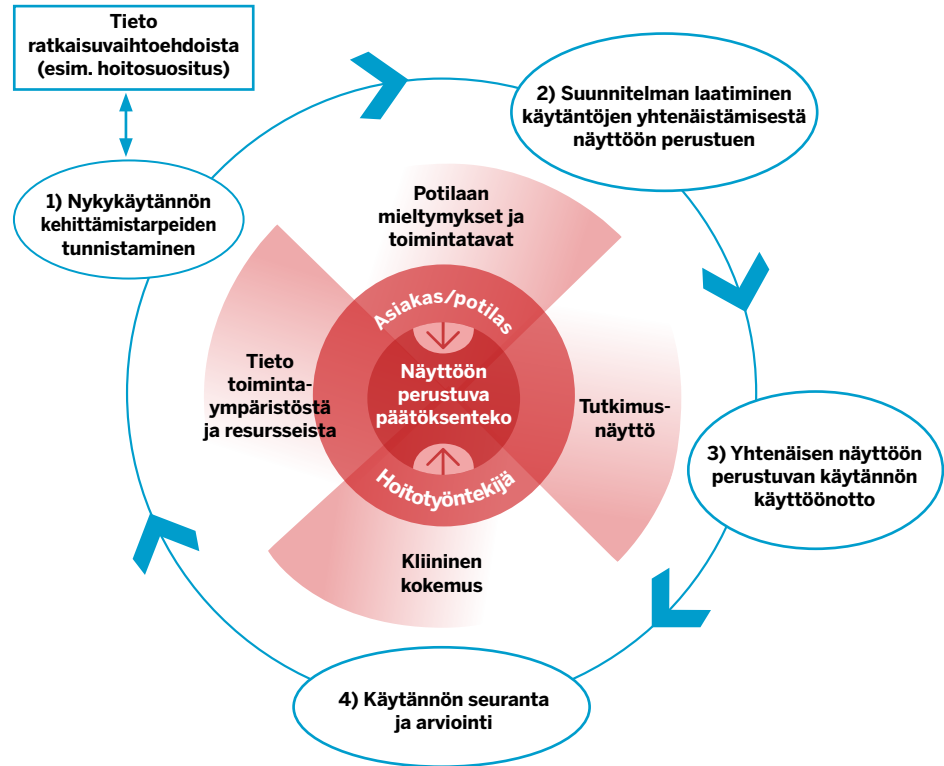 Tieto
ratkaisuvaihtoehdoista
(esim. hoitosuositus)
1) Nykykäytännön
kehittämistarpeiden
tunnistaminen
2) Suunnitelman laatiminen
käytäntöjen yhtenäistämisestä
näyttöön perustuen
3) Yhtenäisen näyttöön
perustuvan käytännön
käyttöönotto
4) Käytännön seuranta
ja arviointi
Potilaan
mieltymykset ja
toimintatavat
Tutkimus-
näyttö
Kliininen
kokemus
Tieto
toiminta-
ympäristöstä
ja resursseista
Asiakas/potilas
Näyttöön
perustuva
päätöksenteko
Hoitotyöntekijä